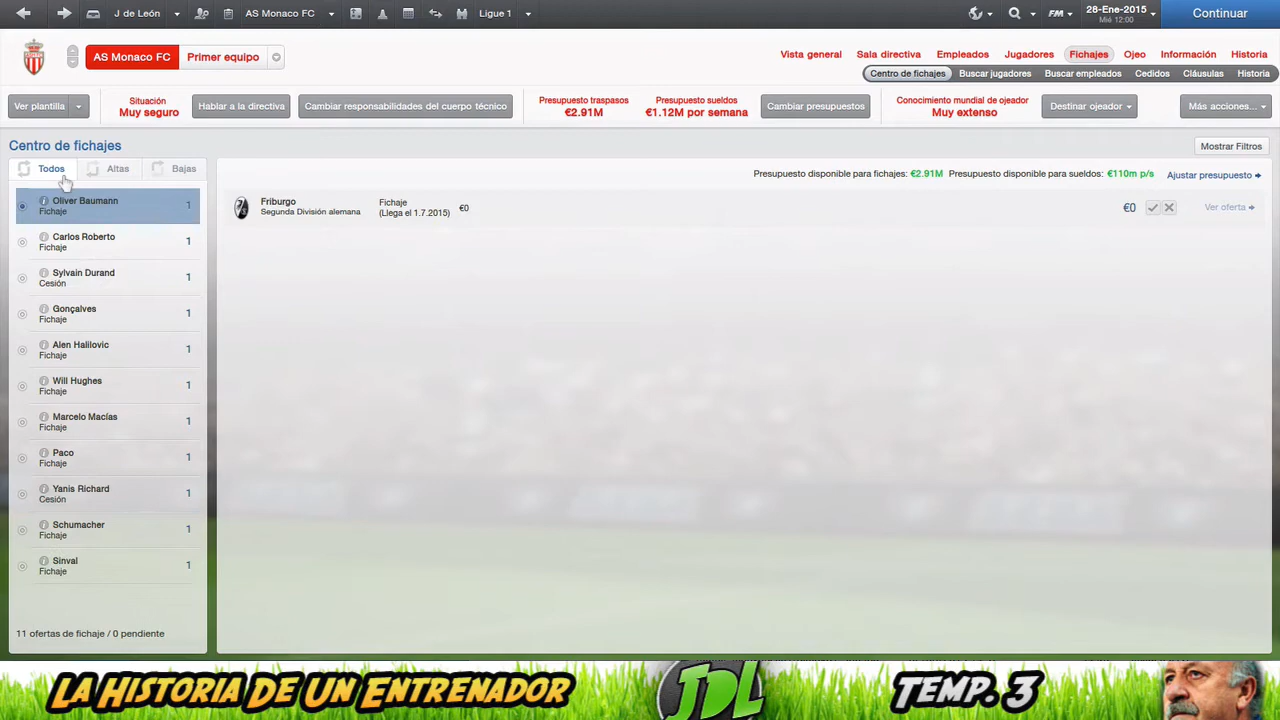 J de León
AS Monaco FC
Ligue 1
FM
28-Ene-2015
Mié 12:00
Continuar
AS Monaco FC
Primer equipo
Vista general
Sala directiva
Empleados
Jugadores
Fichajes
Ojeo
Información
Historia
Centro de fichajes
Buscar jugadores
Buscar empleados
Cedidos
Cláusulas
Historia
Ver plantilla
Situación
Muy seguro
Hablar a la directiva
Cambiar responsabilidades del cuerpo técnico
Presupuesto traspasos
€2.91M
Presupuesto sueldos
€1.12M por semana
Cambiar presupuestos
Conocimiento mundial de ojeador
Muy extenso
Destinar ojeador
Más acciones...
Centro de fichajes
Mostrar Filtros
Todos
Altas
Bajas
Presupuesto disponible para fichajes: €2.91M Presupuesto disponible para sueldos: €110m p/s
Ajustar presupuesto
Oliver Baumann 1
Fichaje
Carlos Roberto 1
Fichaje
Sylvain Durand 1
Cesión
Gonçalves 1
Fichaje
Alen Halilovic 1
Fichaje
Will Hughes 1
Fichaje
Marcelo Macías 1
Fichaje
Paco 1
Fichaje
Yanis Richard 1
Cesión
Schumacher 1
Fichaje
Sinval 1
Fichaje
11 ofertas de fichaje / 0 pendiente
Friburgo
Segunda División alemana
Fichaje
(Llega el 1.7.2015)
€0
€0
Ver oferta
La Historia De Un Entrenador
JDL
Temp. 3